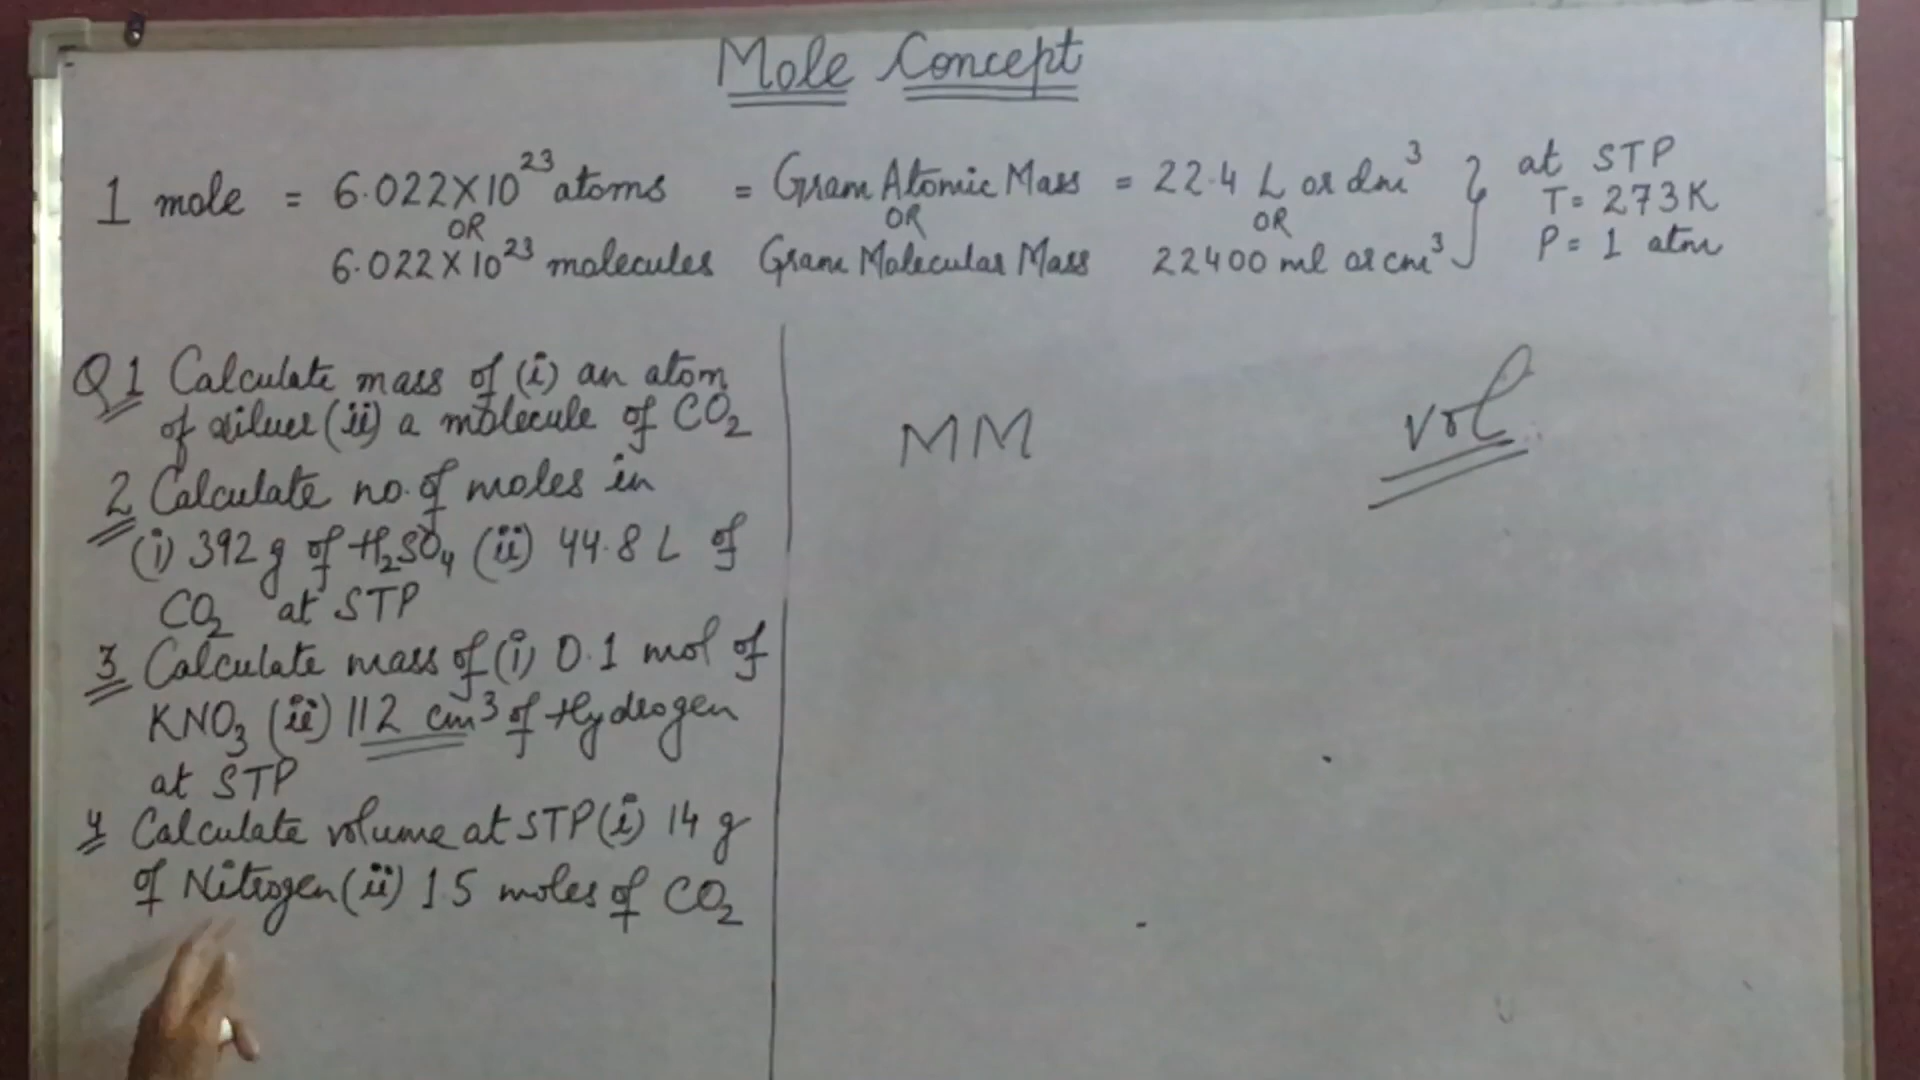 Mole Concept
1 mole = 6.022X10²³ atoms = Gram Atomic Mass = 22.4 L or dm³ } at STP
OR OR OR T= 273K
6.022X10²³ molecules Gram Molecular Mass 22400 ml or cm³ P= 1 atm
Q1 Calculate mass of (i) an atom
of silver (ii) a molecule of CO₂
2 Calculate no. of moles in
(i) 392 g of H₂SO₄ (ii) 44.8 L of
CO₂ at STP
3 Calculate mass of (i) 0.1 mol of
KNO₃ (ii) 112 cm³ of Hydrogen
at STP
4 Calculate volume at STP (i) 14 g
of Nitrogen (ii) 1.5 moles of CO₂
MM
vol